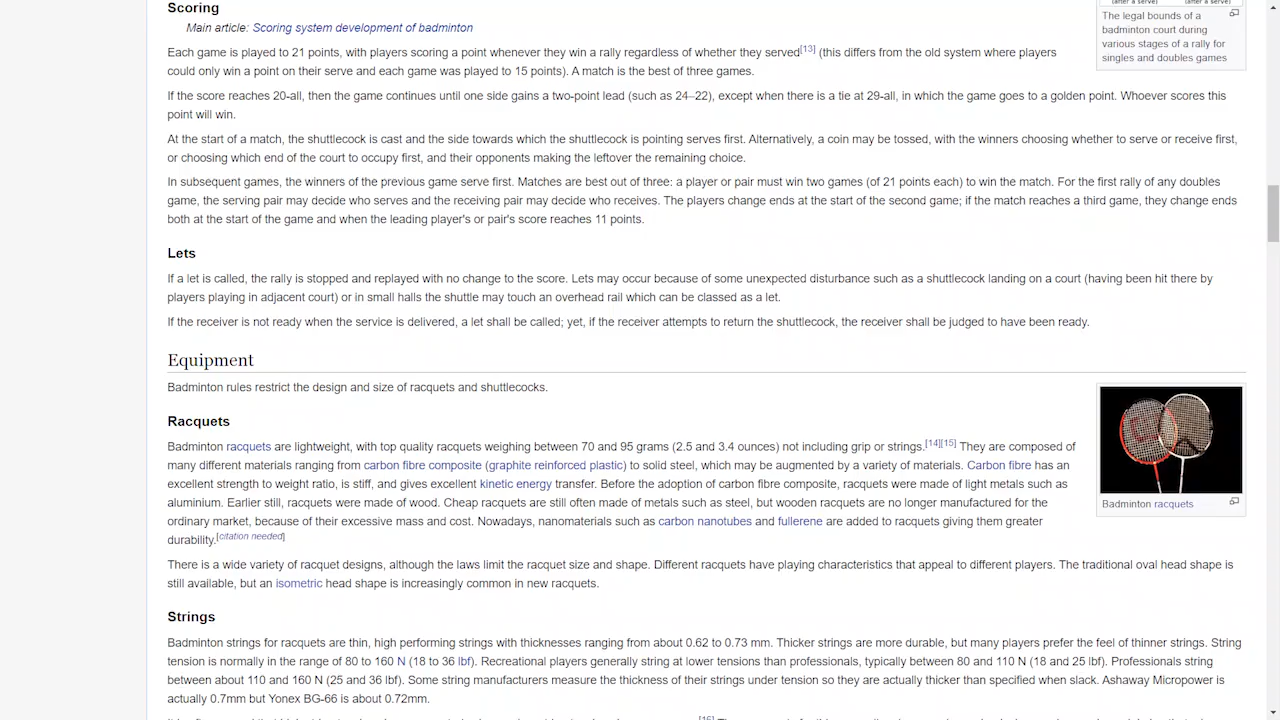 Scoring
Main article: Scoring system development of badminton
Each game is played to 21 points, with players scoring a point whenever they win a rally regardless of whether they served[13] (this differs from the old system where players
could only win a point on their serve and each game was played to 15 points). A match is the best of three games.
If the score reaches 20-all, then the game continues until one side gains a two-point lead (such as 24–22), except when there is a tie at 29-all, in which the game goes to a golden point. Whoever scores this
point will win.
At the start of a match, the shuttlecock is cast and the side towards which the shuttlecock is pointing serves first. Alternatively, a coin may be tossed, with the winners choosing whether to serve or receive first,
or choosing which end of the court to occupy first, and their opponents making the leftover the remaining choice.
In subsequent games, the winners of the previous game serve first. Matches are best out of three: a player or pair must win two games (of 21 points each) to win the match. For the first rally of any doubles
game, the serving pair may decide who serves and the receiving pair may decide who receives. The players change ends at the start of the second game; if the match reaches a third game, they change ends
both at the start of the game and when the leading player's or pair's score reaches 11 points.
(after a serve) (after a serve)
The legal bounds of a
badminton court during
various stages of a rally for
singles and doubles games
Lets
If a let is called, the rally is stopped and replayed with no change to the score. Lets may occur because of some unexpected disturbance such as a shuttlecock landing on a court (having been hit there by
players playing in adjacent court) or in small halls the shuttle may touch an overhead rail which can be classed as a let.
If the receiver is not ready when the service is delivered, a let shall be called; yet, if the receiver attempts to return the shuttlecock, the receiver shall be judged to have been ready.
Equipment
Badminton rules restrict the design and size of racquets and shuttlecocks.
Racquets
Badminton racquets are lightweight, with top quality racquets weighing between 70 and 95 grams (2.5 and 3.4 ounces) not including grip or strings.[14][15] They are composed of
many different materials ranging from carbon fibre composite (graphite reinforced plastic) to solid steel, which may be augmented by a variety of materials. Carbon fibre has an
excellent strength to weight ratio, is stiff, and gives excellent kinetic energy transfer. Before the adoption of carbon fibre composite, racquets were made of light metals such as
aluminium. Earlier still, racquets were made of wood. Cheap racquets are still often made of metals such as steel, but wooden racquets are no longer manufactured for the
ordinary market, because of their excessive mass and cost. Nowadays, nanomaterials such as carbon nanotubes and fullerene are added to racquets giving them greater
durability.[citation needed]
Badminton racquets
There is a wide variety of racquet designs, although the laws limit the racquet size and shape. Different racquets have playing characteristics that appeal to different players. The traditional oval head shape is
still available, but an isometric head shape is increasingly common in new racquets.
Strings
Badminton strings for racquets are thin, high performing strings with thicknesses ranging from about 0.62 to 0.73 mm. Thicker strings are more durable, but many players prefer the feel of thinner strings. String
tension is normally in the range of 80 to 160 N (18 to 36 lbf). Recreational players generally string at lower tensions than professionals, typically between 80 and 110 N (18 and 25 lbf). Professionals string
between about 110 and 160 N (25 and 36 lbf). Some string manufacturers measure the thickness of their strings under tension so they are actually thicker than specified when slack. Ashaway Micropower is
actually 0.7mm but Yonex BG-66 is about 0.72mm.
[16]